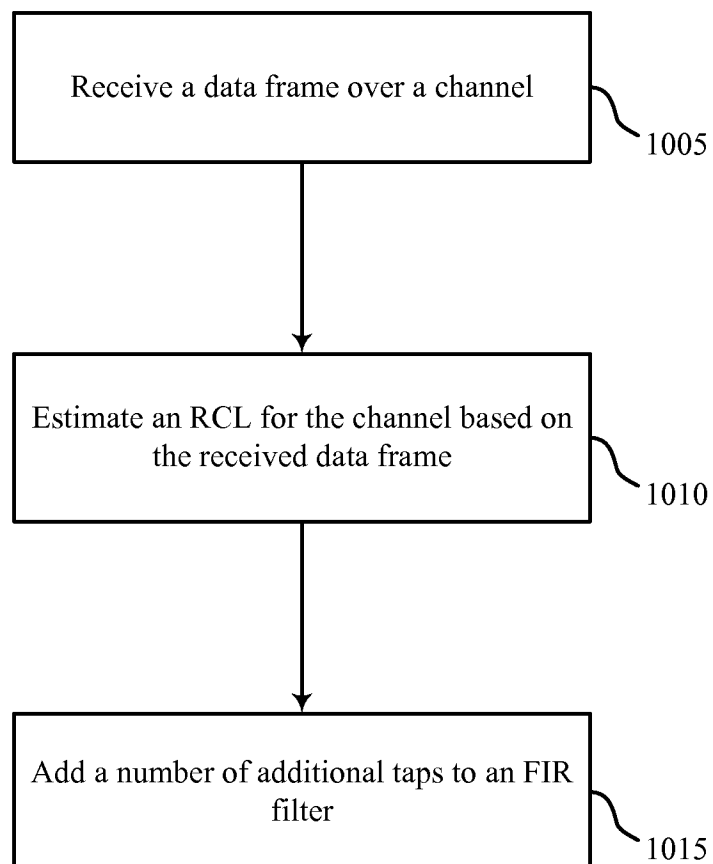 Receive a data frame over a channel
1005
Estimate an RCL for the channel based on
the received data frame
1010
Add a number of additional taps to an FIR
filter
1015